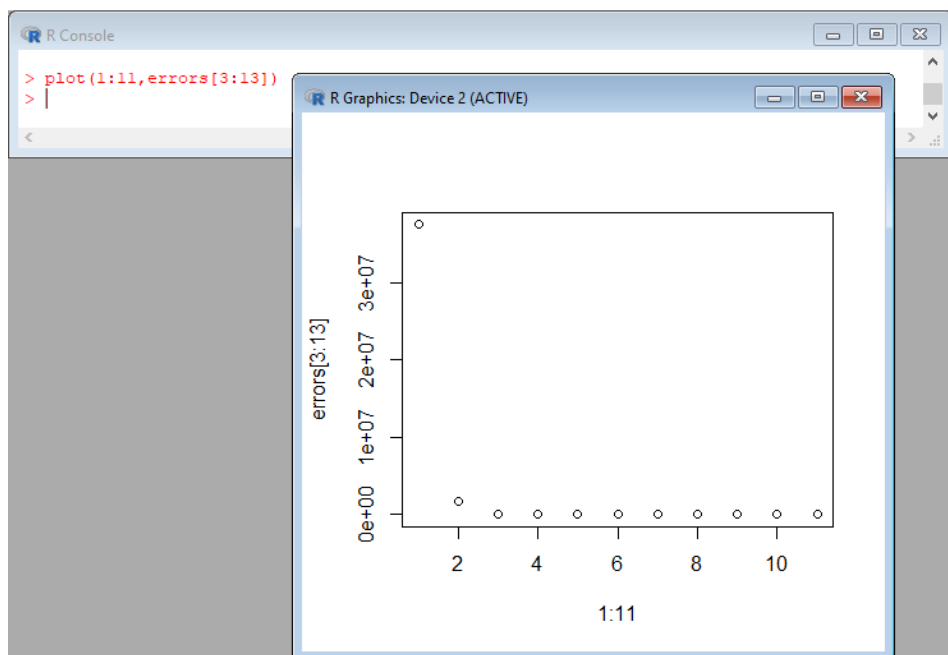 R Console
> plot(1:11,errors[3:13])
>
R Graphics: Device 2 (ACTIVE)
errors[3:13]
3e+07
2e+07
1e+07
0e+00
2 4 6 8 10
1:11